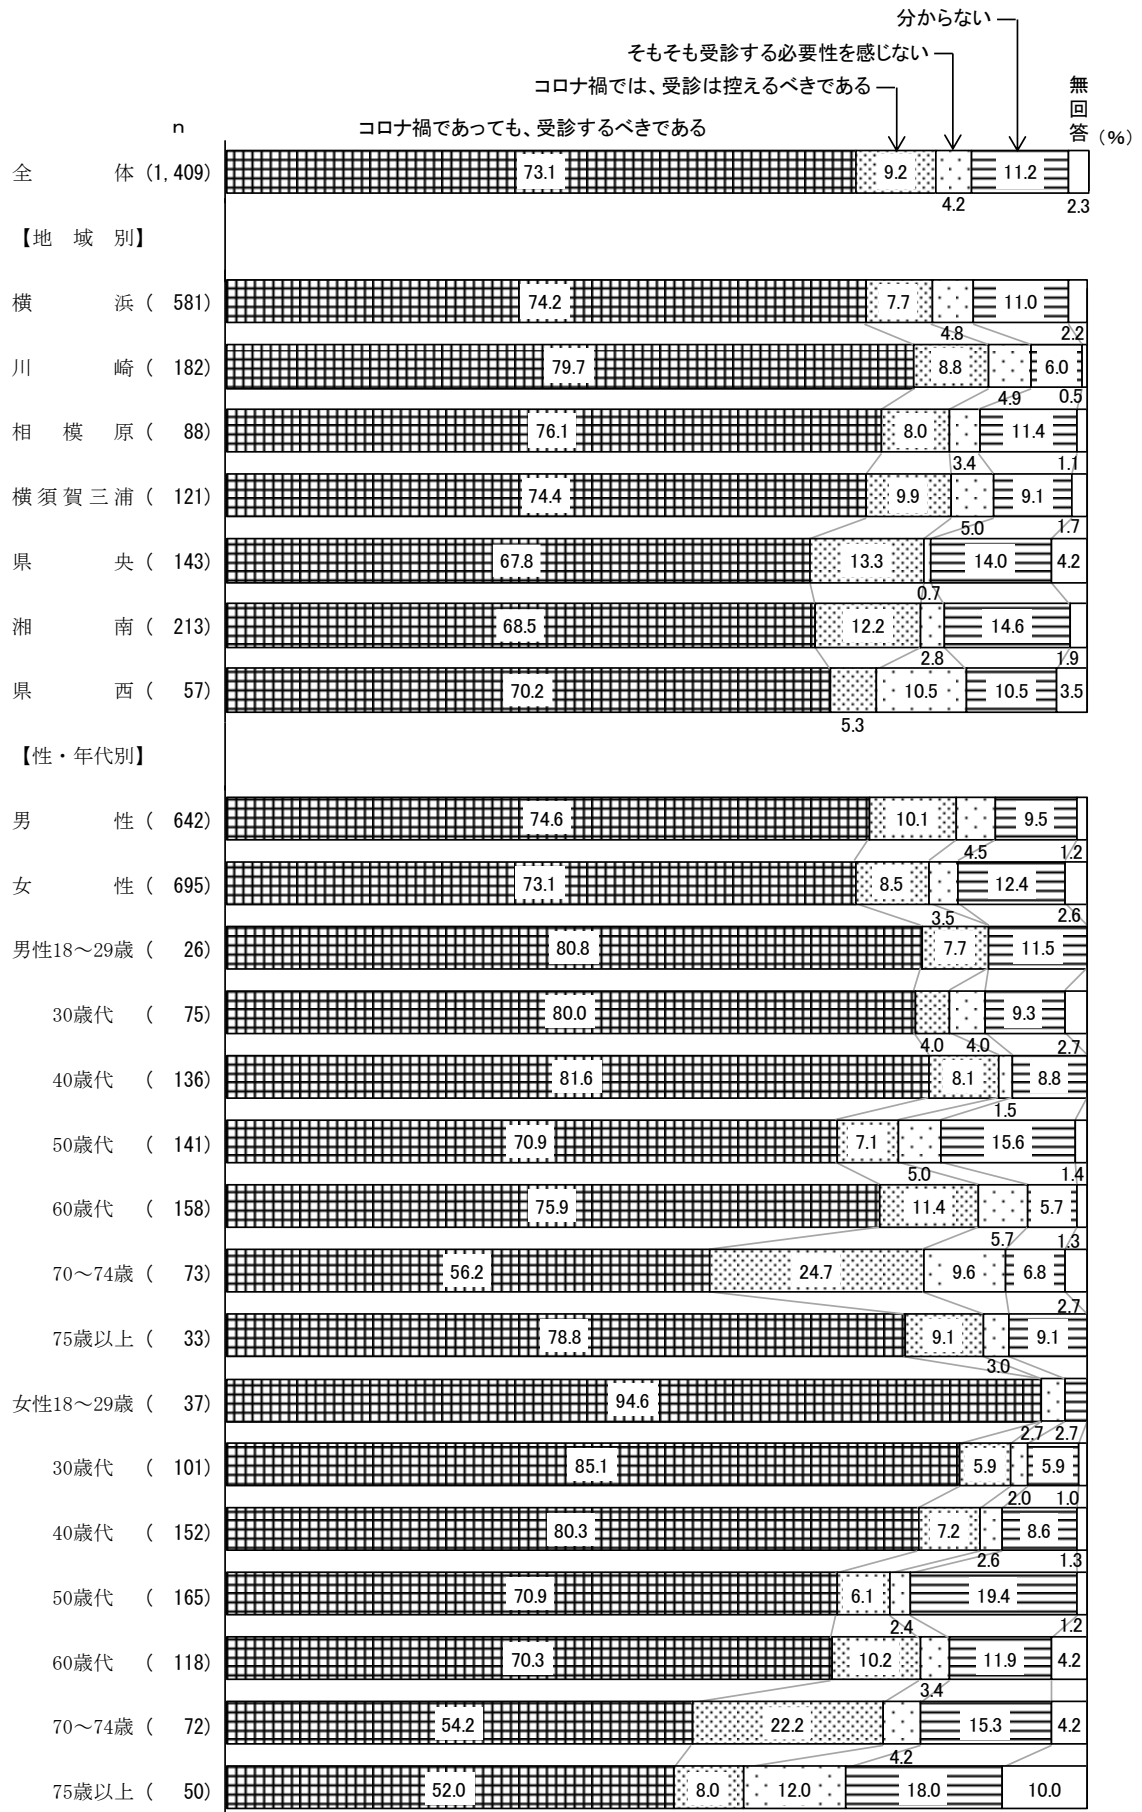 分からない
そもそも受診する必要性を感じない
コロナ禍では、受診は控えるべきである
無回答
n コロナ禍であっても、受診するべきである (%)
全体 (1,409) 73.1 9.2 11.2
4.2 2.3
【地域別】
横浜 ( 581) 74.2 7.7 11.0
4.8 2.2
川崎 ( 182) 79.7 8.8 6.0
4.9 0.5
相模原 ( 88) 76.1 8.0 11.4
3.4 1.1
横須賀三浦 ( 121) 74.4 9.9 9.1
5.0 1.7
県央 ( 143) 67.8 13.3 14.0 4.2
0.7
湘南 ( 213) 68.5 12.2 14.6
2.8 1.9
県西 ( 57) 70.2 10.5 10.5 3.5
5.3
【性・年代別】
男性 ( 642) 74.6 10.1 9.5
4.5 1.2
女性 ( 695) 73.1 8.5 12.4
3.5 2.6
男性18～29歳 ( 26) 80.8 7.7 11.5
30歳代 ( 75) 80.0 9.3
4.0 4.0 2.7
40歳代 ( 136) 81.6 8.1 8.8
1.5
50歳代 ( 141) 70.9 7.1 15.6
5.0 1.4
60歳代 ( 158) 75.9 11.4 5.7
5.7 1.3
70～74歳 ( 73) 56.2 24.7 9.6 6.8
2.7
75歳以上 ( 33) 78.8 9.1 9.1
3.0
女性18～29歳 ( 37) 94.6
2.7 2.7
30歳代 ( 101) 85.1 5.9 5.9
2.0 1.0
40歳代 ( 152) 80.3 7.2 8.6
2.6 1.3
50歳代 ( 165) 70.9 6.1 19.4
2.4 1.2
60歳代 ( 118) 70.3 10.2 11.9 4.2
3.4
70～74歳 ( 72) 54.2 22.2 15.3 4.2
4.2
75歳以上 ( 50) 52.0 8.0 12.0 18.0 10.0